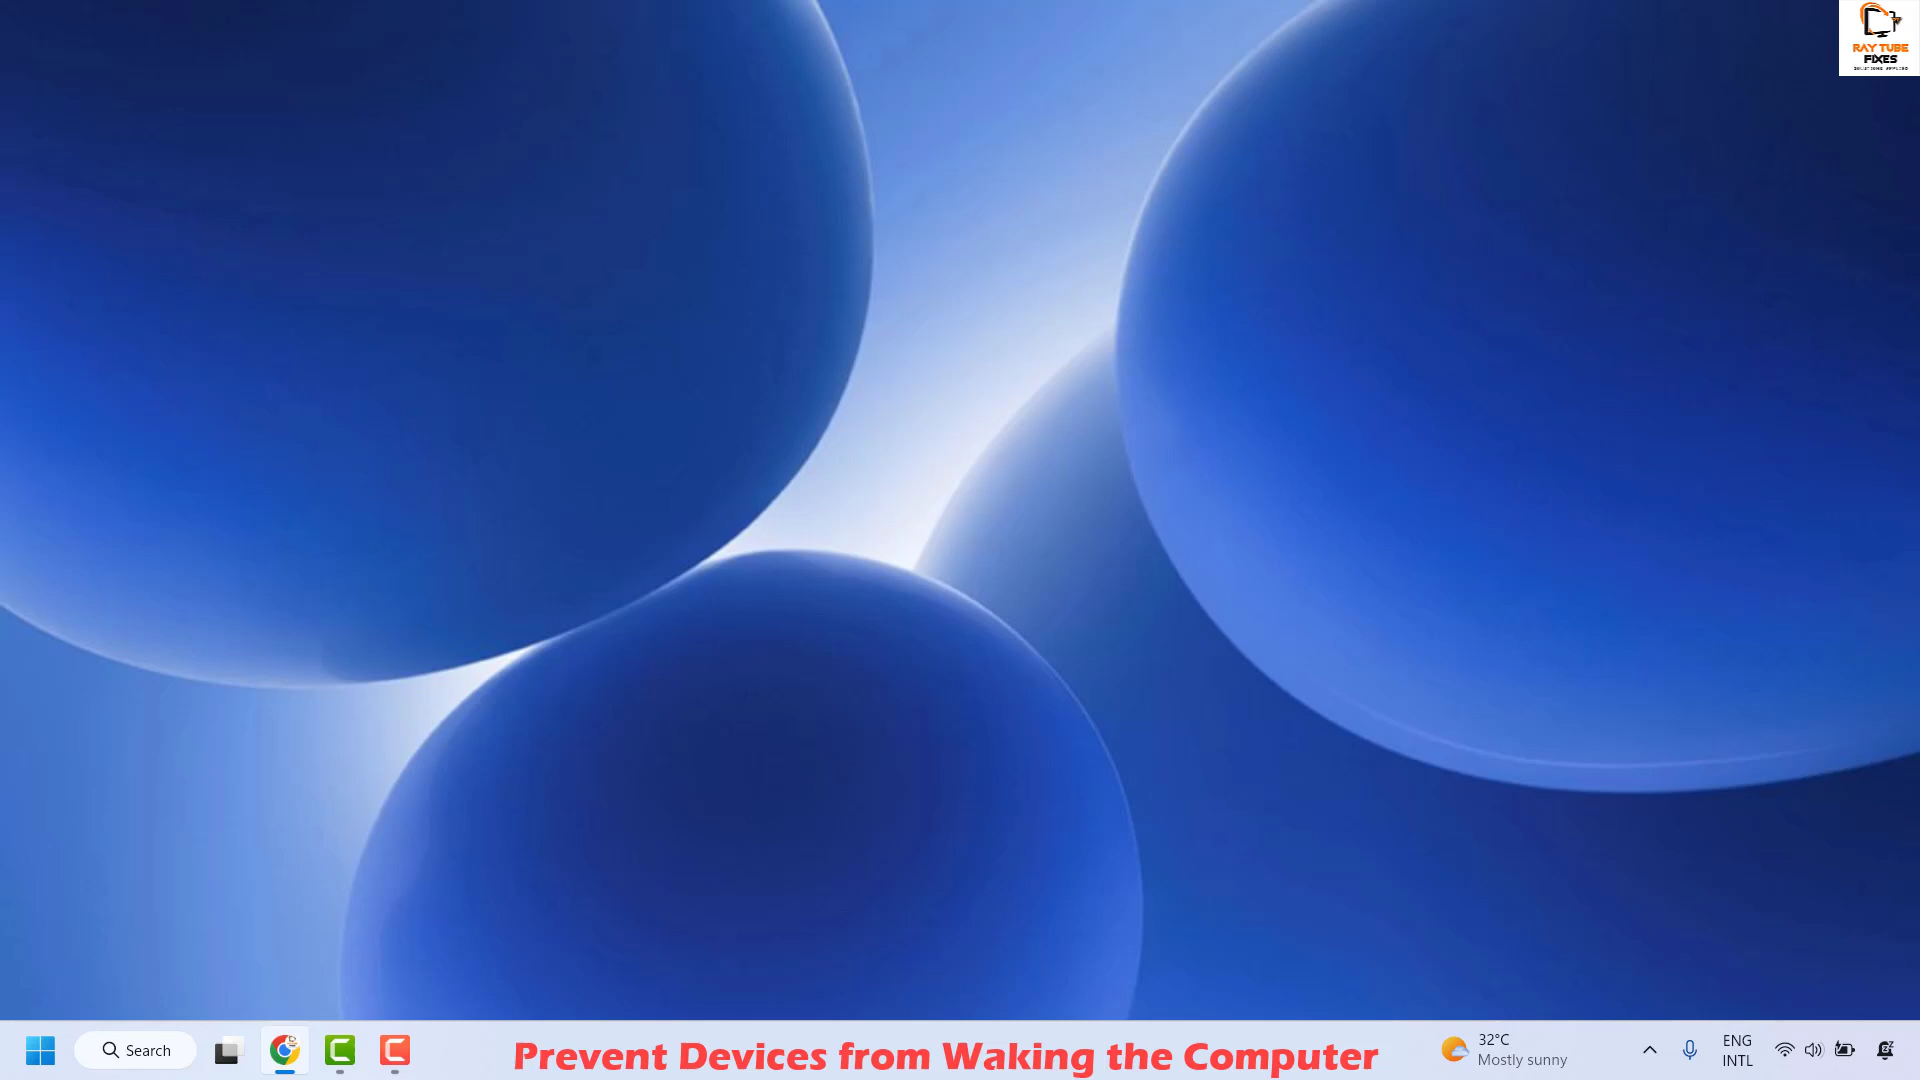 RAY TUBE
FIXES
Search
Prevent Devices from Waking the Computer
32°C
Mostly sunny
ENG
INTL